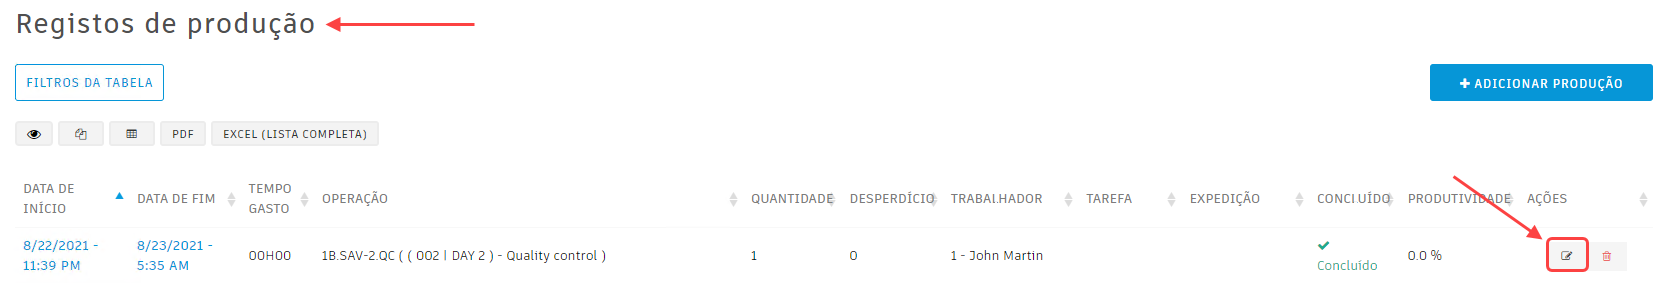 Registos de produção
FILTROS DA TABELA
ADICIONAR PRODUÇÃO
PDF
EXCEL (LISTA COMPLETA)
DATA DE INÍCIO
DATA DE FIM
TEMPO GASTO
OPERAÇÃO
QUANTIDADE
DESPERDÍCIO
TRABALHADOR
TAREFA
EXPEDIÇÃO
CONCLUÍDO
PRODUTIVIDADE
AÇÕES
8/22/2021 -
11:39 PM
8/23/2021 -
5:35 AM
00H00
1B.SAV-2.QC ( ( 002 | DAY 2 ) - Quality control )
1
0
1 - John Martin
Concluído
0.0 %